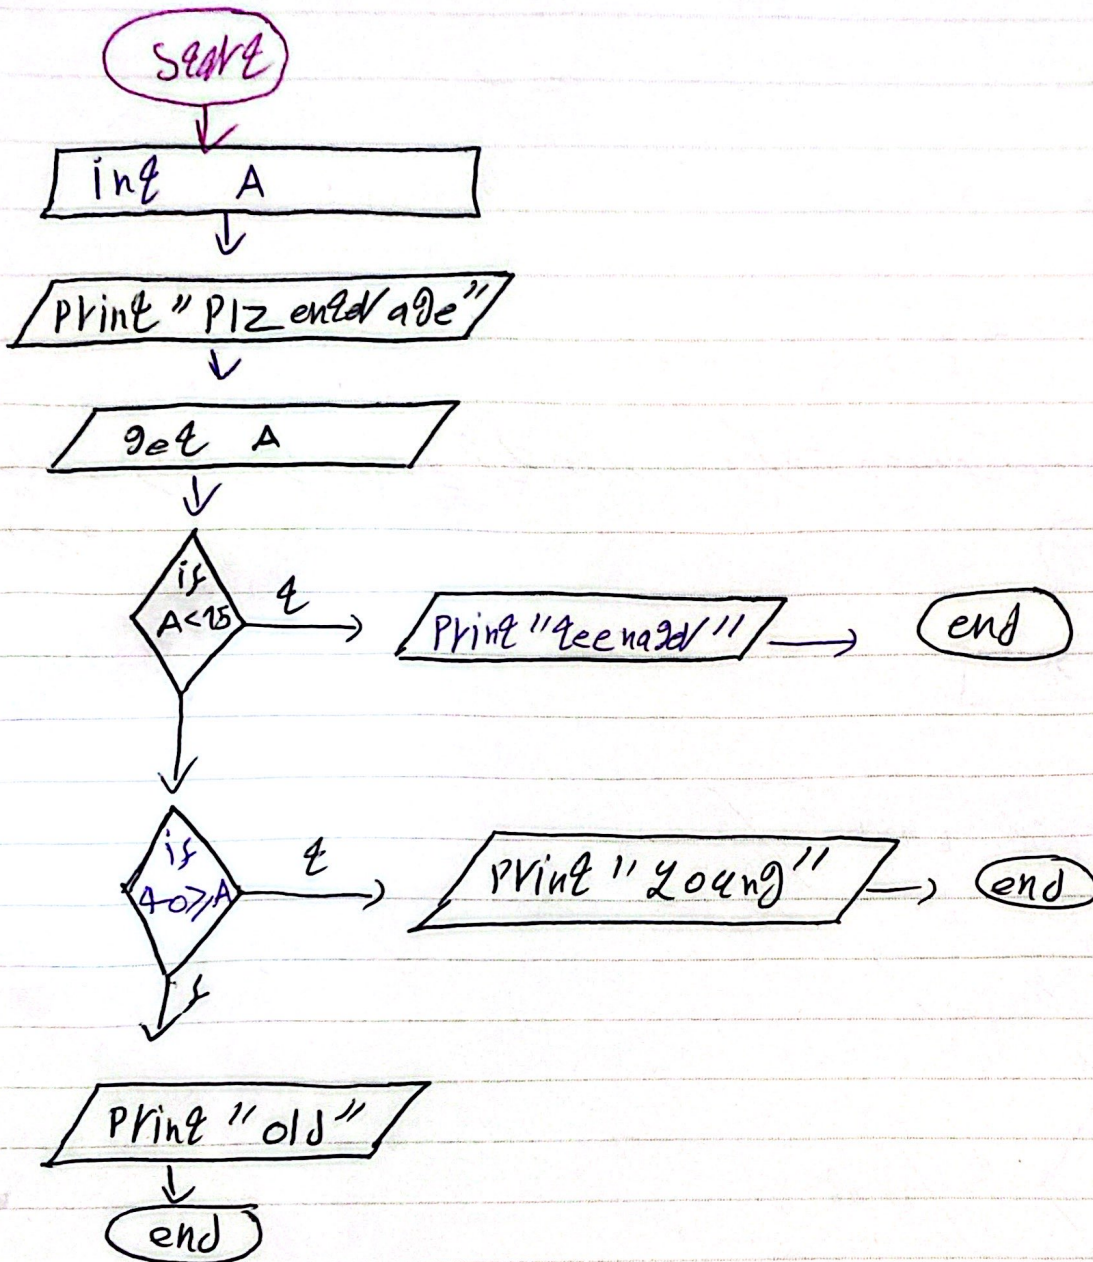 Start
int A
Print "Plz enter age"
get A
if
A<25
t
Print "teenager"
end
if
40>=A
t
Print "Young"
end
f
Print "old"
end